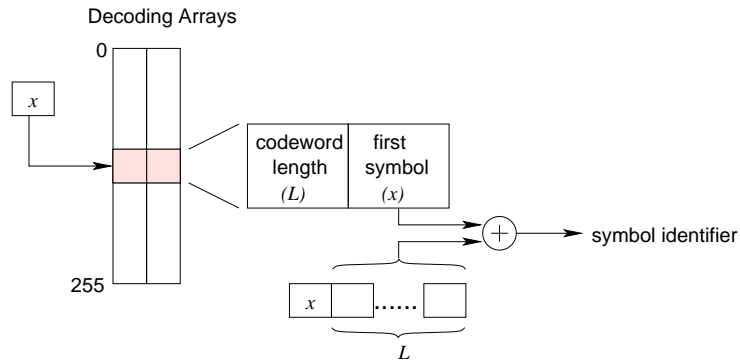 Decoding Arrays
0
x
codeword length (L)
first symbol (x)
symbol identifier
255
x ......
L